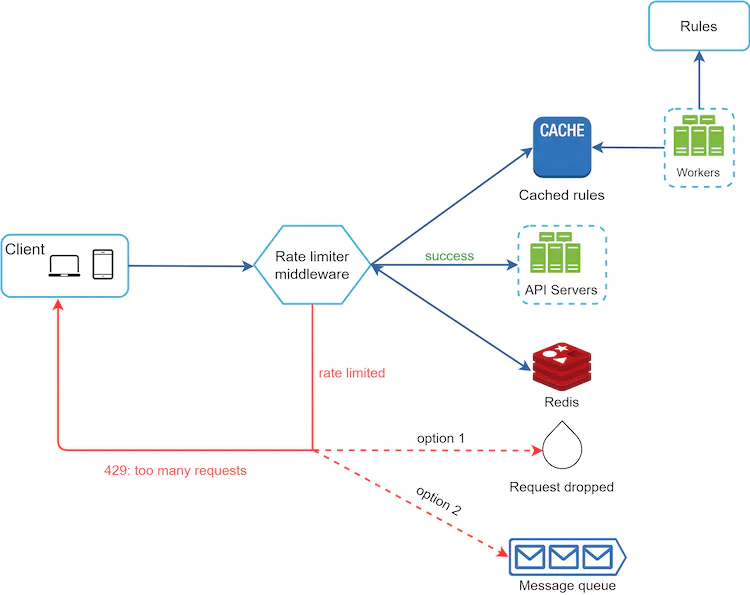 Rules
CACHE
Workers
Cached rules
Client
Rate limiter
middleware
success
API Servers
rate limited
Redis
option 1
429: too many requests
Request dropped
option 2
Message queue